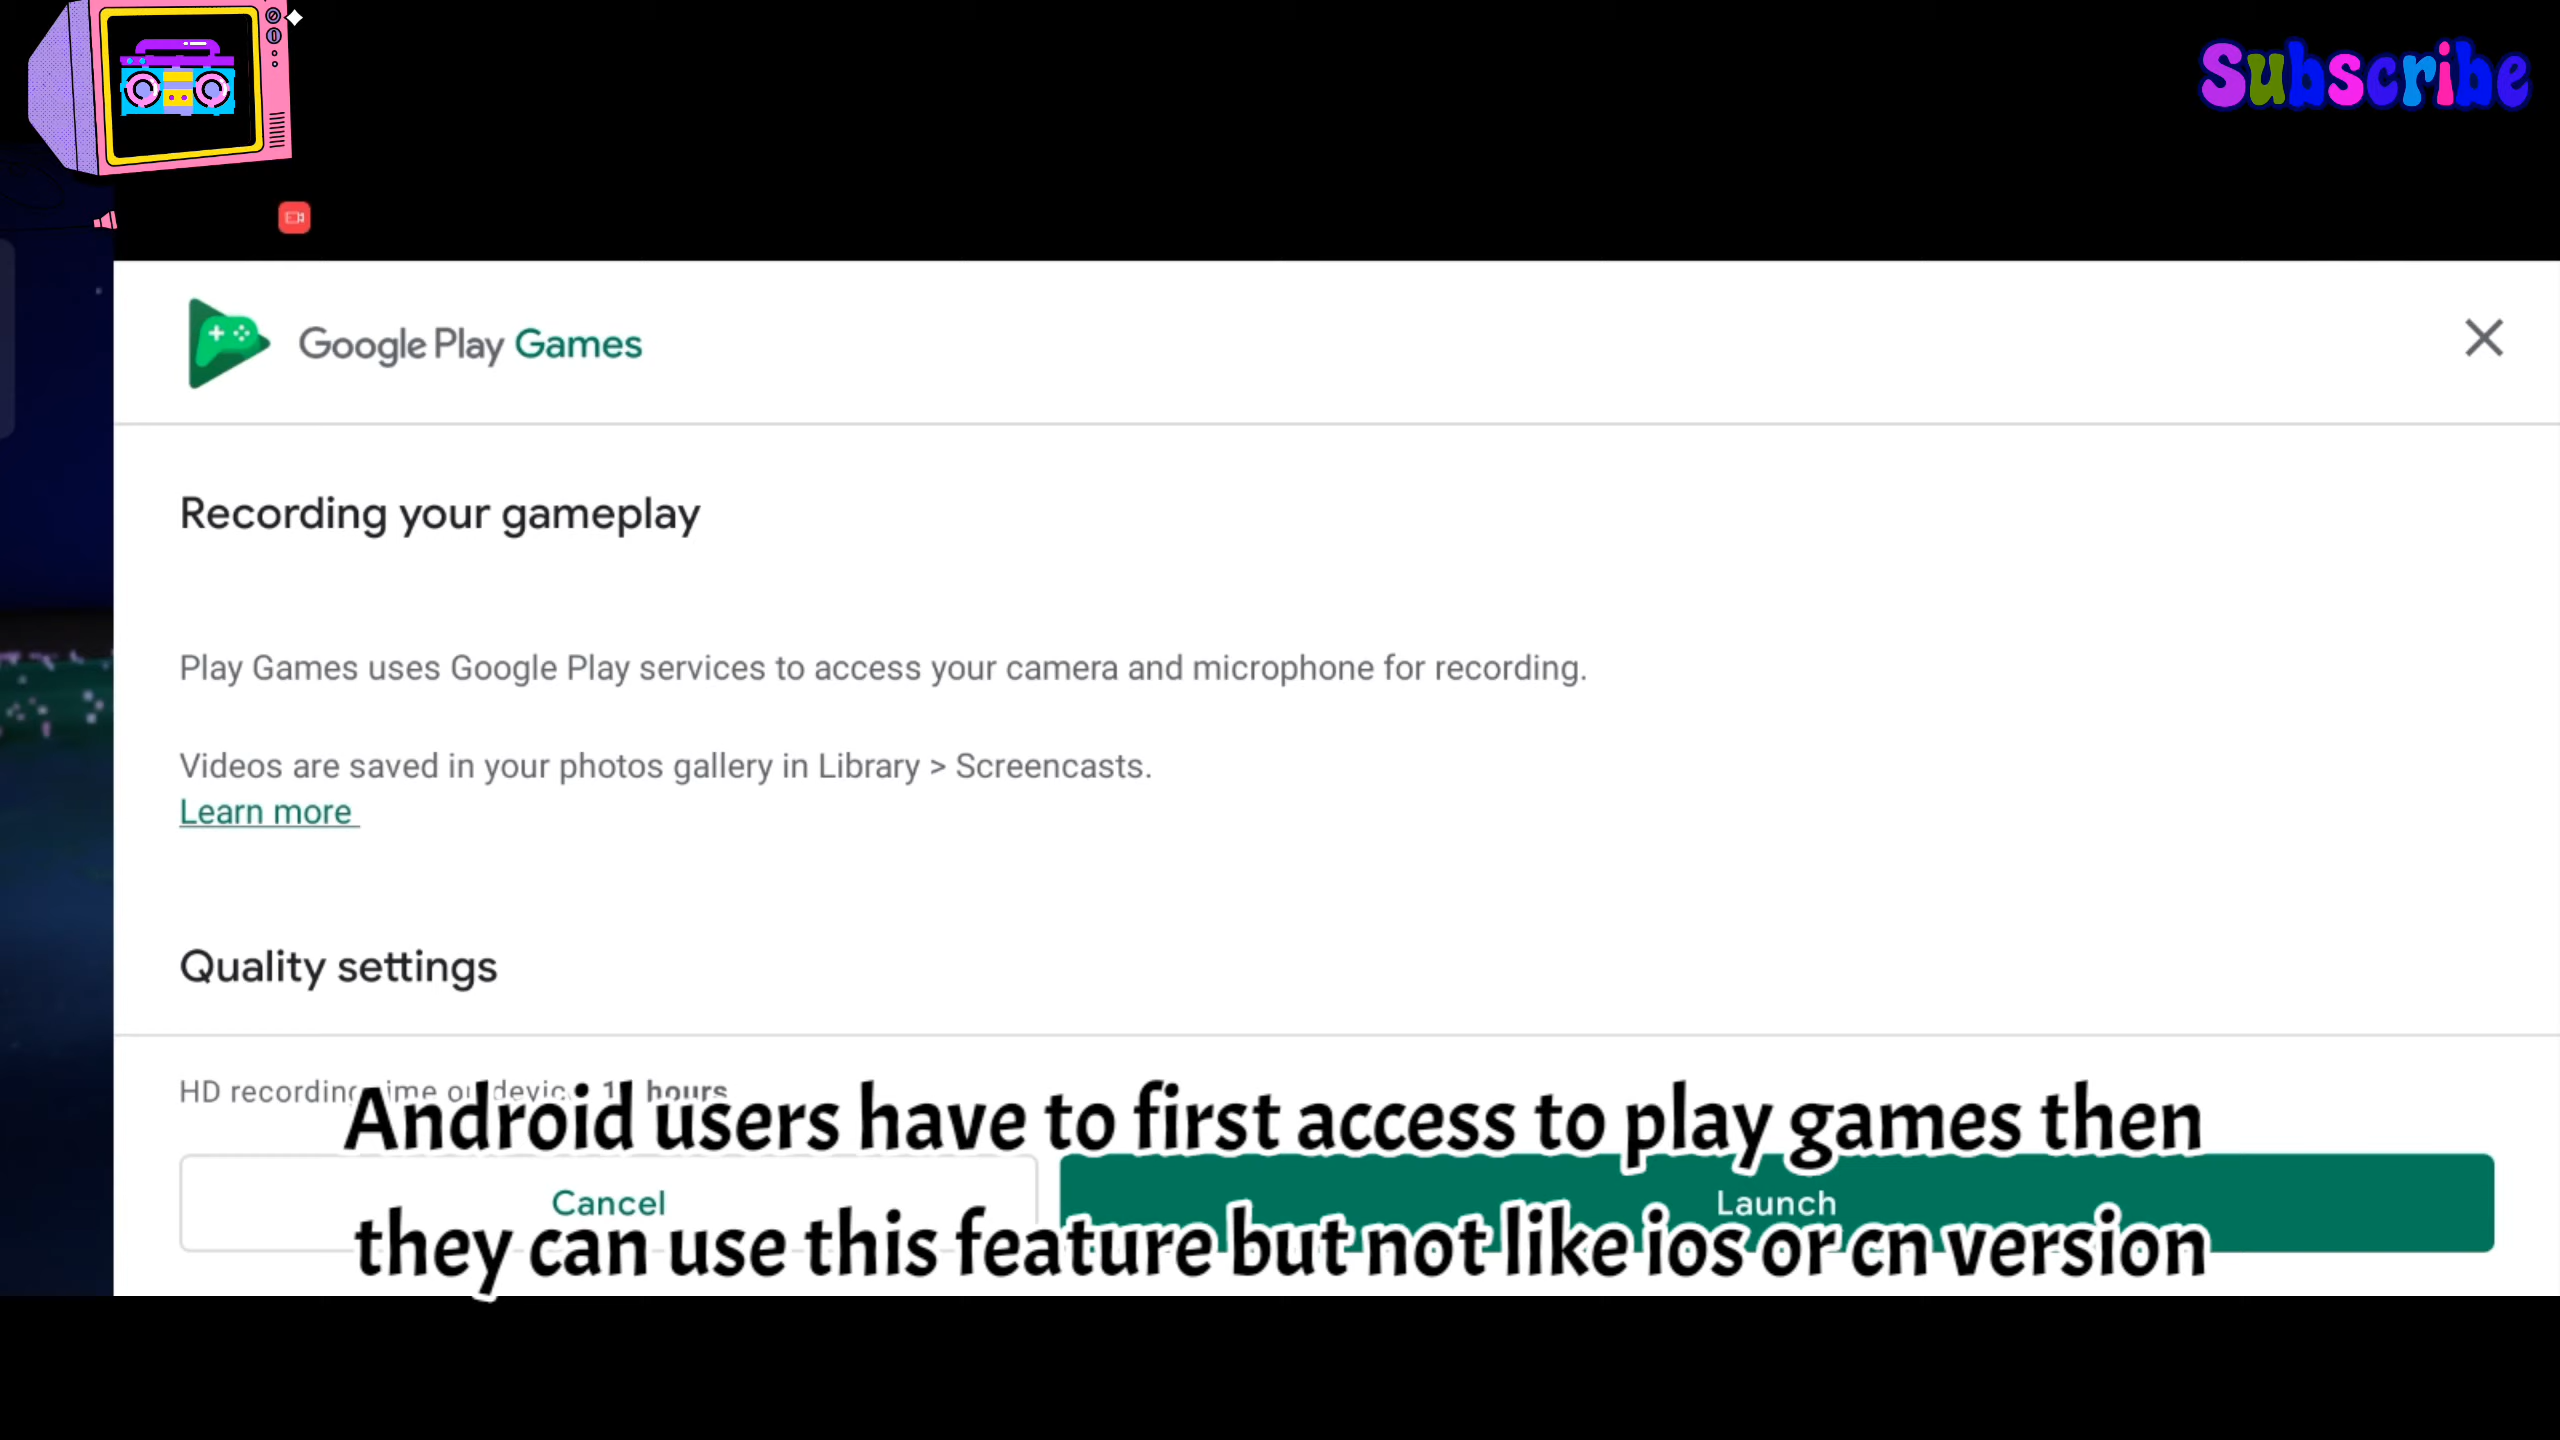 Subscribe
Google Play Games
Recording your gameplay
Play Games uses Google Play services to access your camera and microphone for recording.
Videos are saved in your photos gallery in Library > Screencasts.
Learn more
Quality settings
HD recording hours
Android users have to first access to play games then
Cancel
Launch
they can use this feature but not like ios or cn version